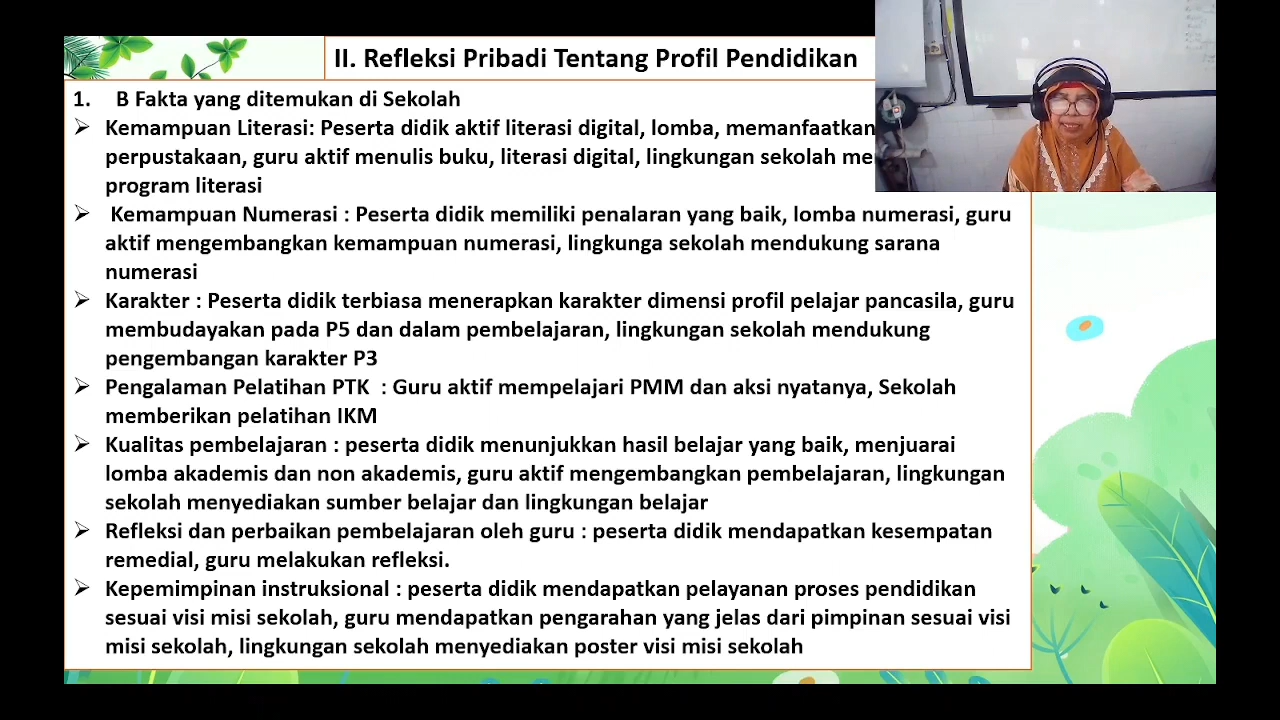 II. Refleksi Pribadi Tentang Profil Pendidikan
1. B Fakta yang ditemukan di Sekolah
➢ Kemampuan Literasi: Peserta didik aktif literasi digital, lomba, memanfaatkan
perpustakaan, guru aktif menulis buku, literasi digital, lingkungan sekolah me
program literasi
➢ Kemampuan Numerasi : Peserta didik memiliki penalaran yang baik, lomba numerasi, guru
aktif mengembangkan kemampuan numerasi, lingkunga sekolah mendukung sarana
numerasi
➢ Karakter : Peserta didik terbiasa menerapkan karakter dimensi profil pelajar pancasila, guru
membudayakan pada P5 dan dalam pembelajaran, lingkungan sekolah mendukung
pengembangan karakter P3
➢ Pengalaman Pelatihan PTK : Guru aktif mempelajari PMM dan aksi nyatanya, Sekolah
memberikan pelatihan IKM
➢ Kualitas pembelajaran : peserta didik menunjukkan hasil belajar yang baik, menjuarai
lomba akademis dan non akademis, guru aktif mengembangkan pembelajaran, lingkungan
sekolah menyediakan sumber belajar dan lingkungan belajar
➢ Refleksi dan perbaikan pembelajaran oleh guru : peserta didik mendapatkan kesempatan
remedial, guru melakukan refleksi.
➢ Kepemimpinan instruksional : peserta didik mendapatkan pelayanan proses pendidikan
sesuai visi misi sekolah, guru mendapatkan pengarahan yang jelas dari pimpinan sesuai visi
misi sekolah, lingkungan sekolah menyediakan poster visi misi sekolah